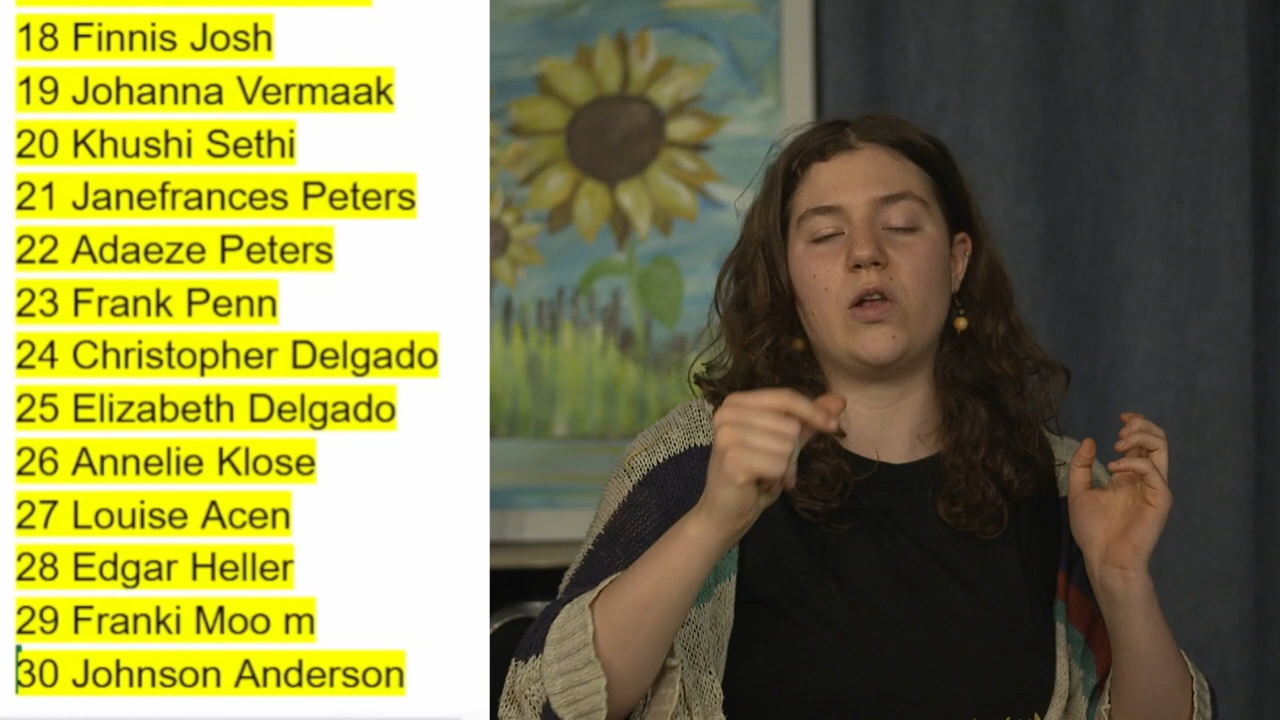 18 Finnis Josh
19 Johanna Vermaak
20 Khushi Sethi
21 Janefrances Peters
22 Adaeze Peters
23 Frank Penn
24 Christopher Delgado
25 Elizabeth Delgado
26 Annelie Klose
27 Louise Acen
28 Edgar Heller
29 Franki Moo m
30 Johnson Anderson